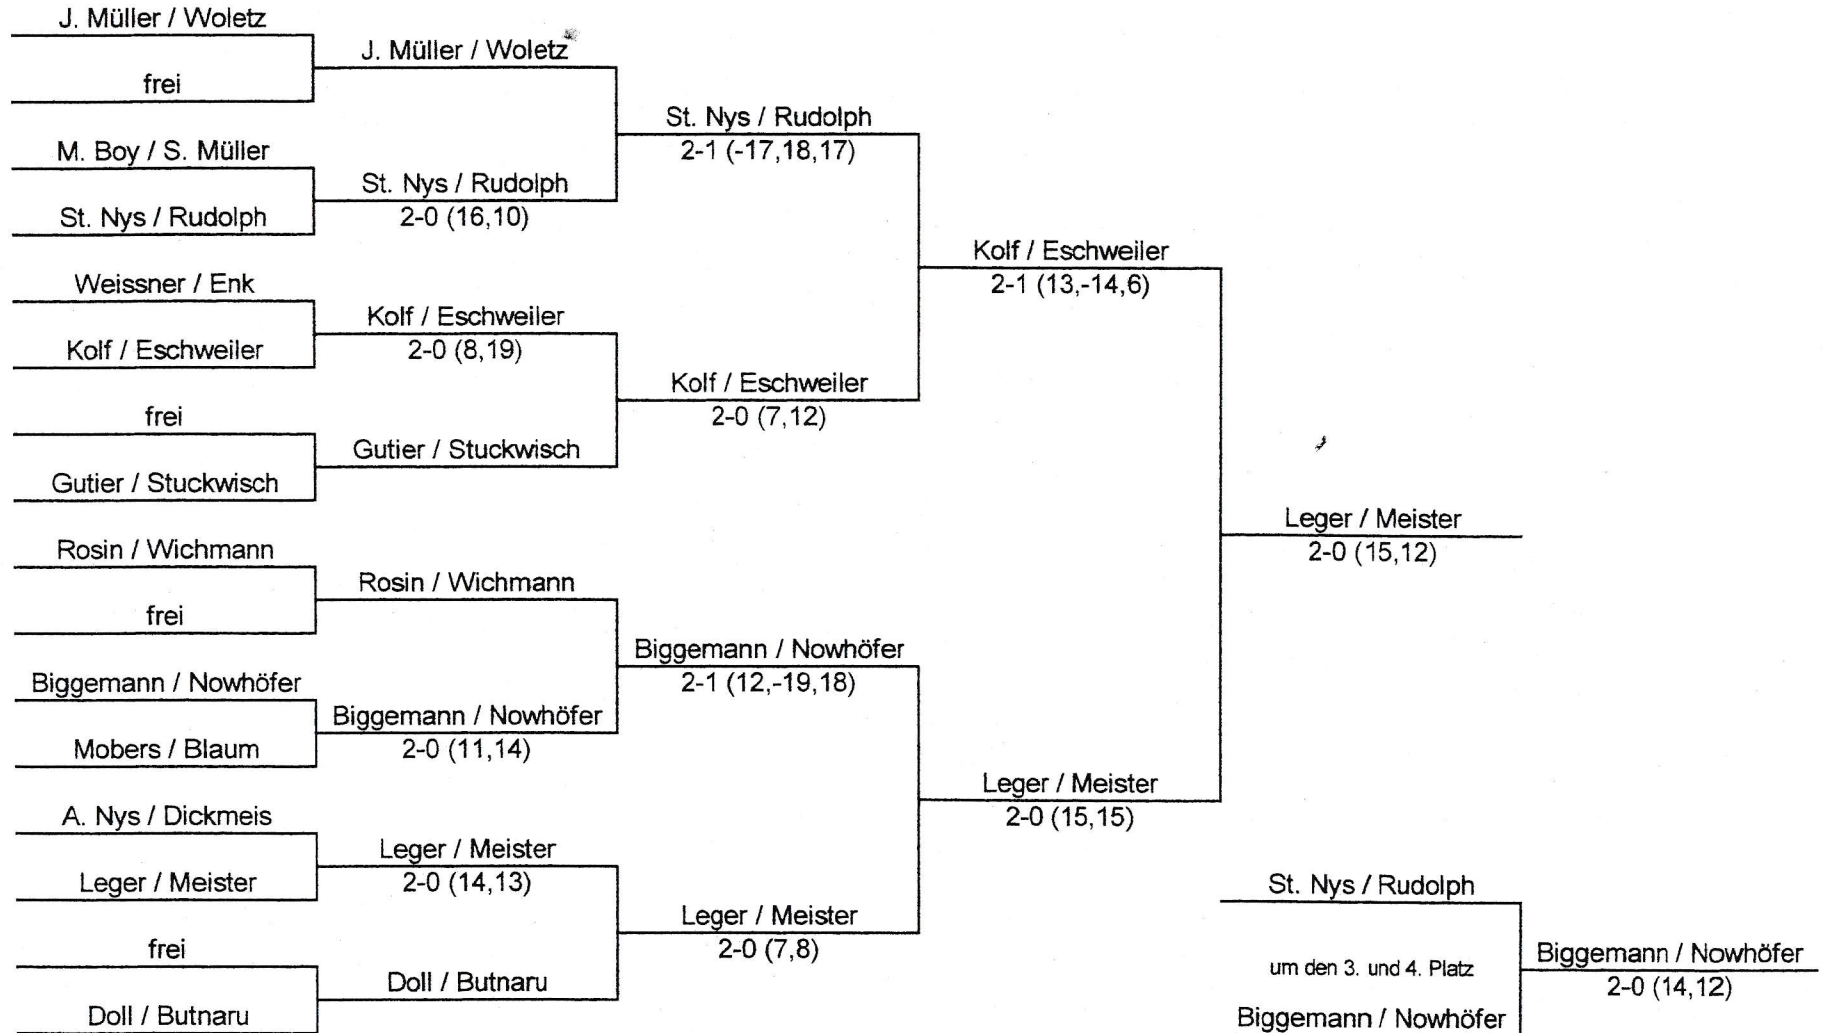 J. Müller / Woletz
frei
M. Boy / S. Müller
St. Nys / Rudolph
Weissner / Enk
Kolf / Eschweiler
frei
Gutier / Stuckwisch
Rosin / Wichmann
frei
Biggemann / Nowhöfer
Mobers / Blaum
A. Nys / Dickmeis
Leger / Meister
frei
Doll / Butnaru
J. Müller / Woletz
St. Nys / Rudolph
2-0 (16,10)
Kolf / Eschweiler
2-0 (8,19)
Gutier / Stuckwisch
Rosin / Wichmann
Biggemann / Nowhöfer
2-0 (11,14)
Leger / Meister
2-0 (14,13)
Doll / Butnaru
St. Nys / Rudolph
2-1 (-17,18,17)
Kolf / Eschweiler
2-0 (7,12)
Biggemann / Nowhöfer
2-1 (12,-19,18)
Leger / Meister
2-0 (7,8)
Kolf / Eschweiler
2-1 (13,-14,6)
Leger / Meister
2-0 (15,15)
Leger / Meister
2-0 (15,12)
St. Nys / Rudolph
um den 3. und 4. Platz
Biggemann / Nowhöfer
Biggemann / Nowhöfer
2-0 (14,12)